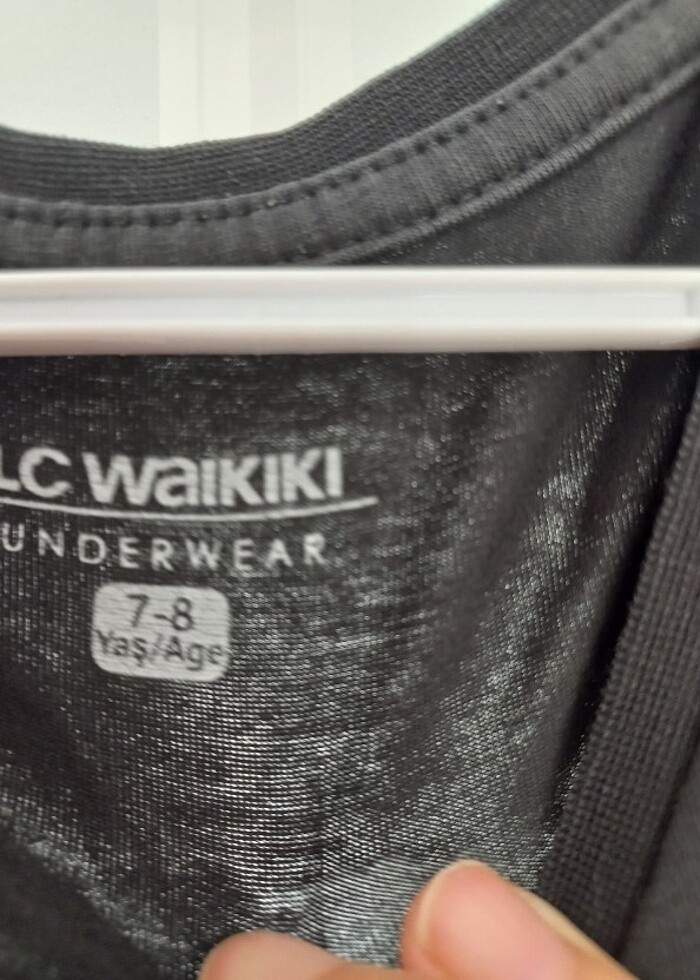 LC WAIKIKI
UNDERWEAR
7-8
Yaş/Age